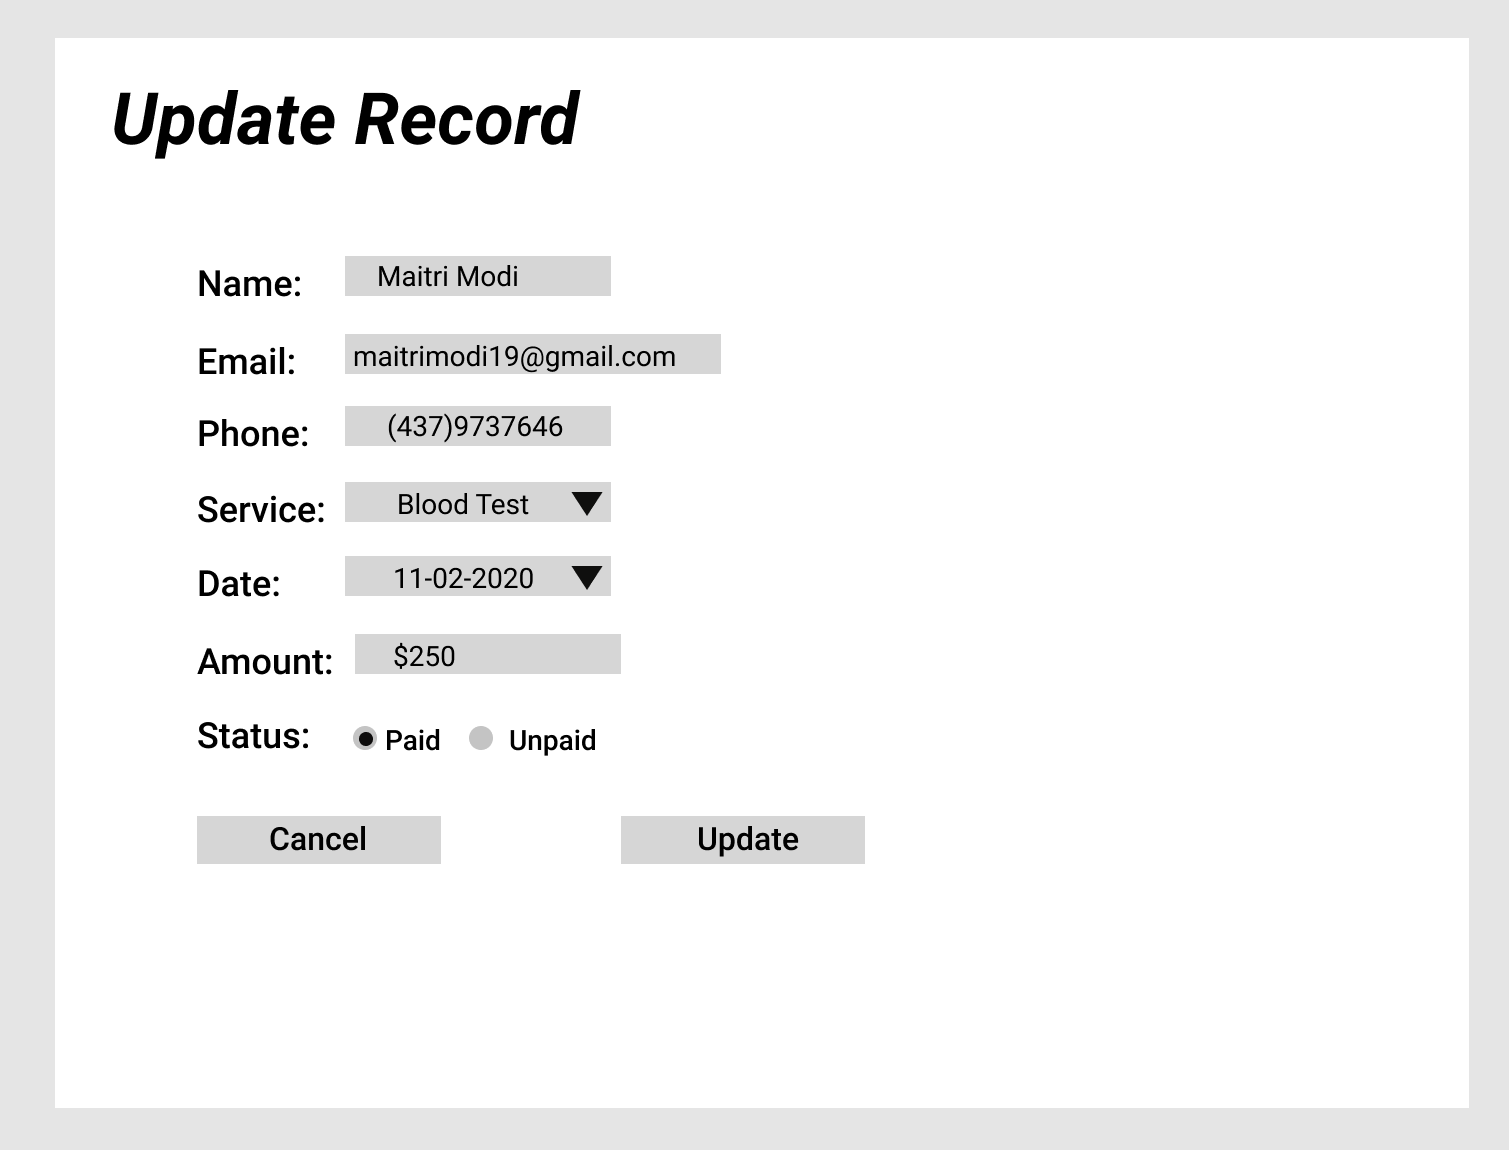 Update Record
Name: Maitri Modi
Email: maitrimodi19@gmail.com
Phone: (437)9737646
Service: Blood Test
Date: 11-02-2020
Amount: $250
Status: Paid Unpaid
Cancel Update